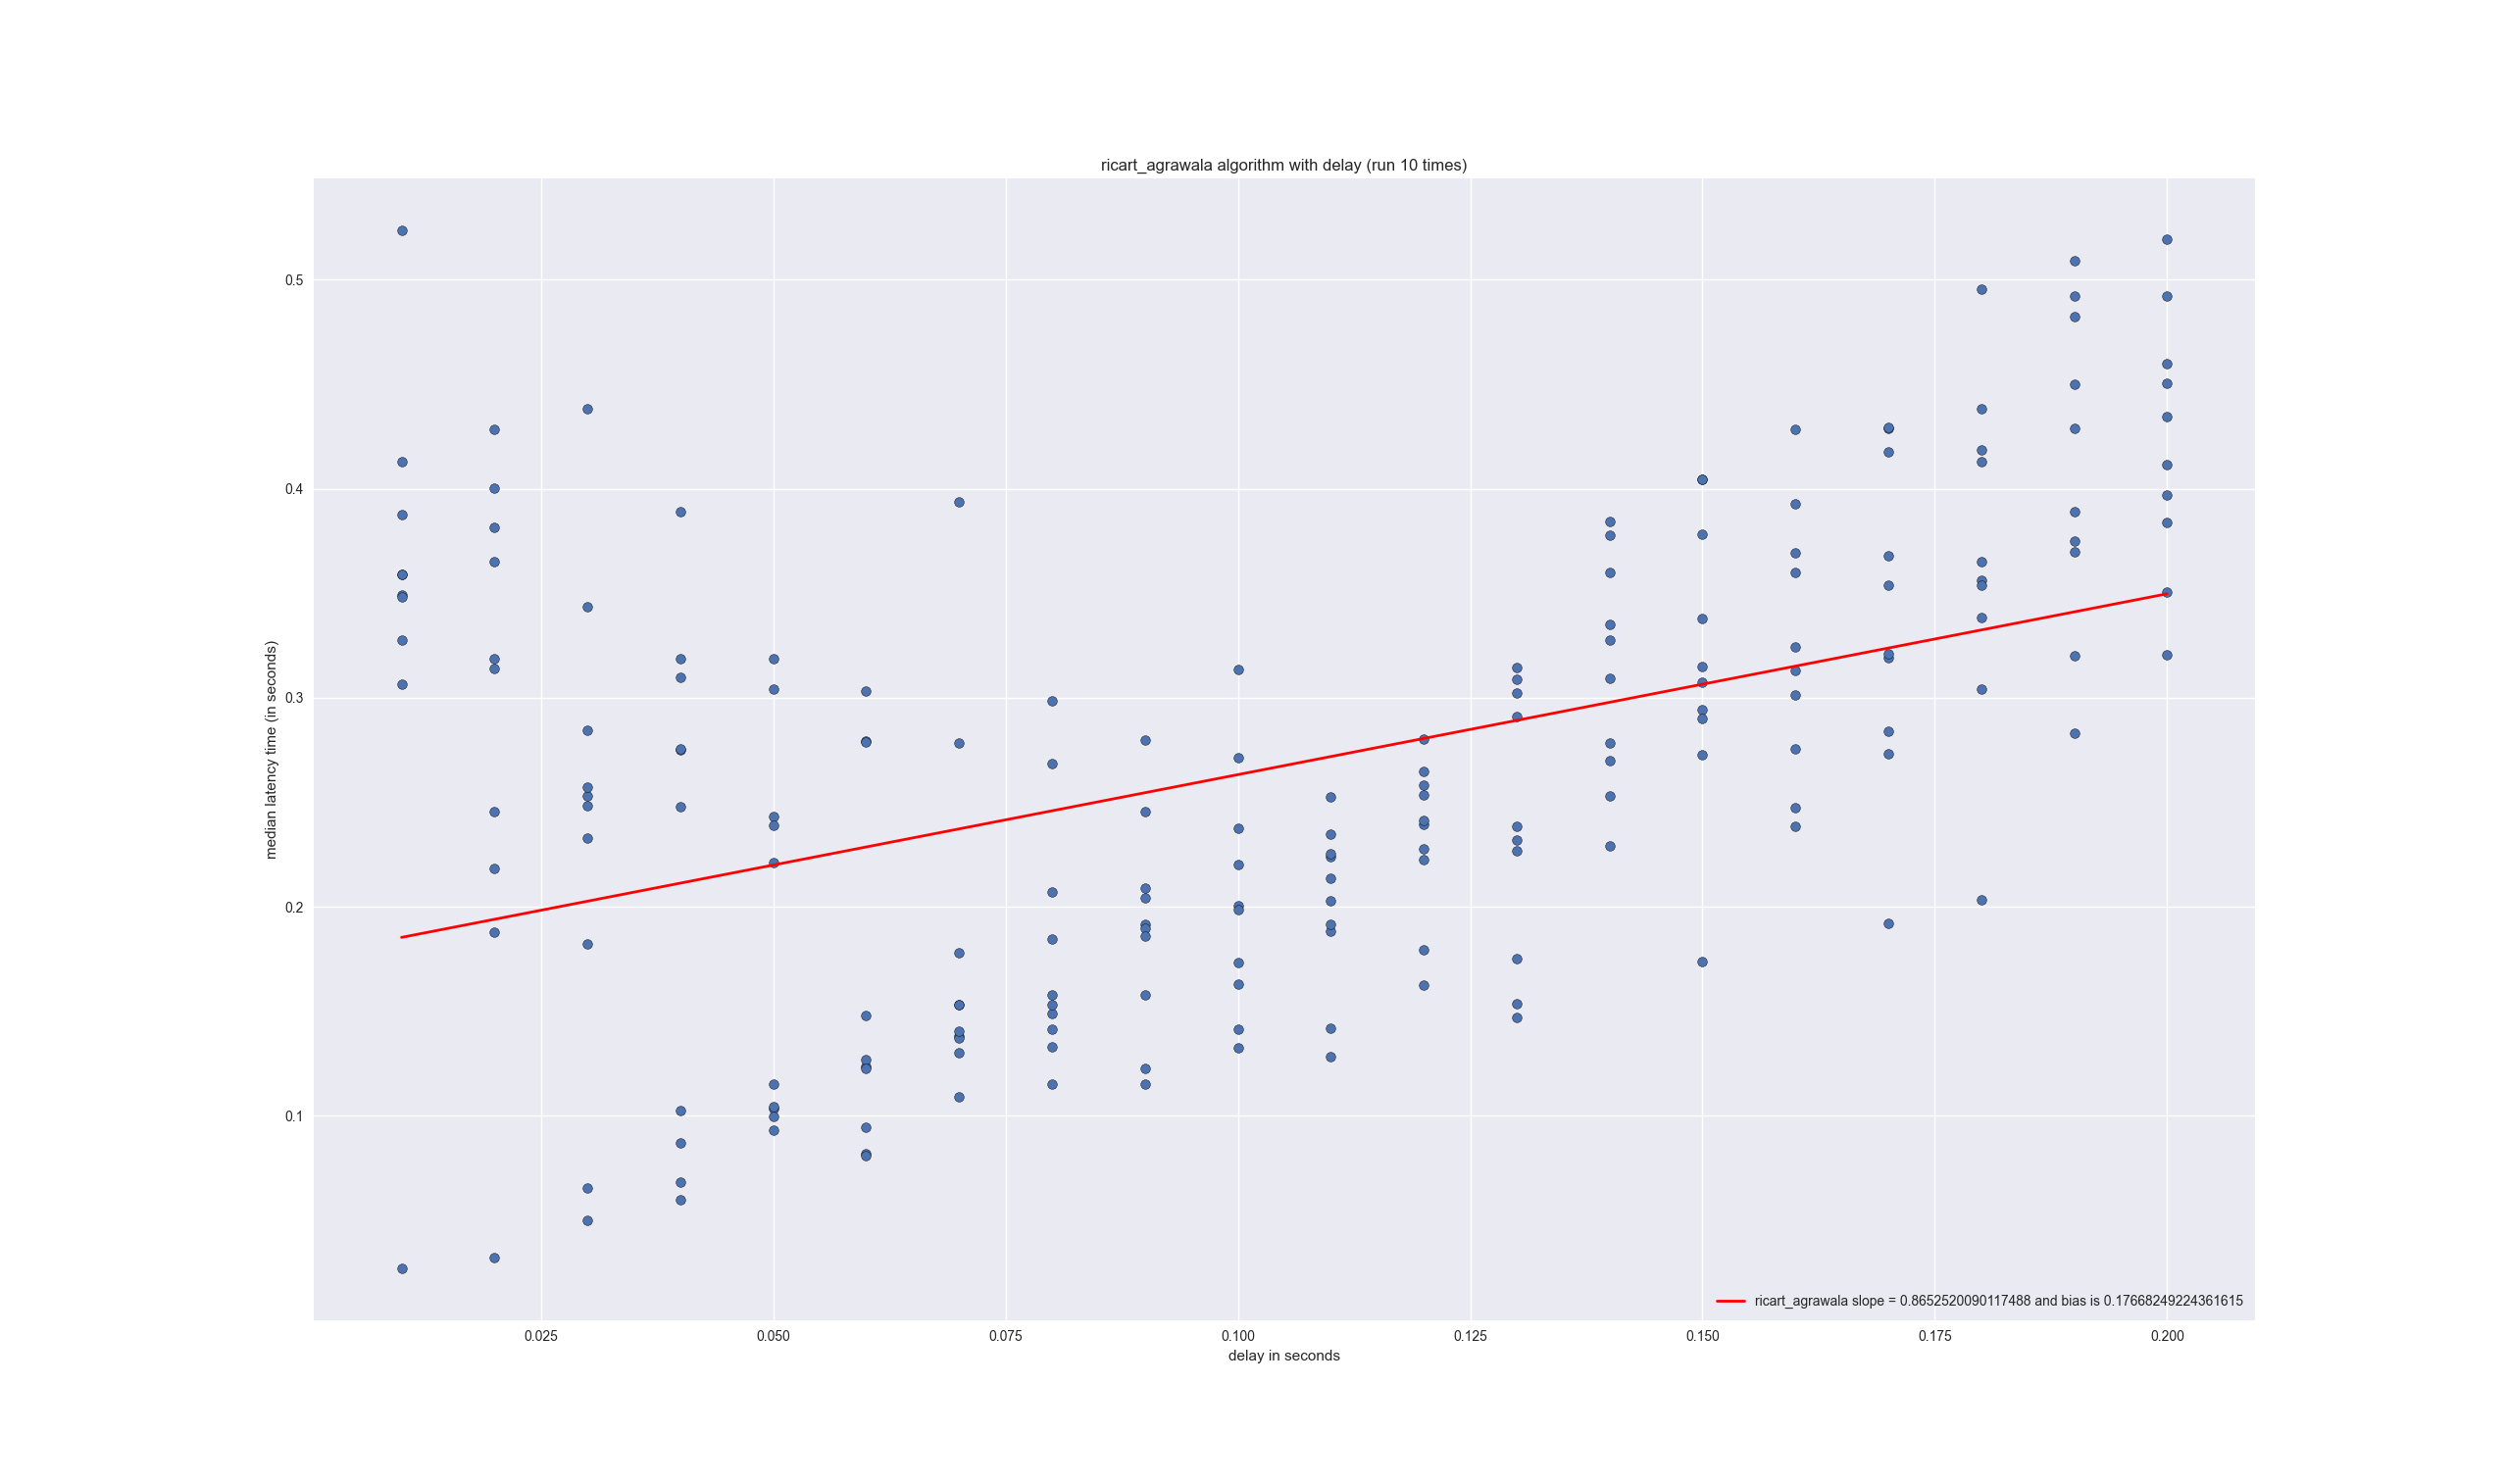 ricart_agrawala algorithm with delay (run 10 times)
0.5
0.4
0.3
0.2
0.1
median latency time (in seconds)
ricart_agrawala slope = 0.8652520090117488 and bias is 0.17668249224361615
0.025 0.050 0.075 0.100 0.125 0.150 0.175 0.200
delay in seconds